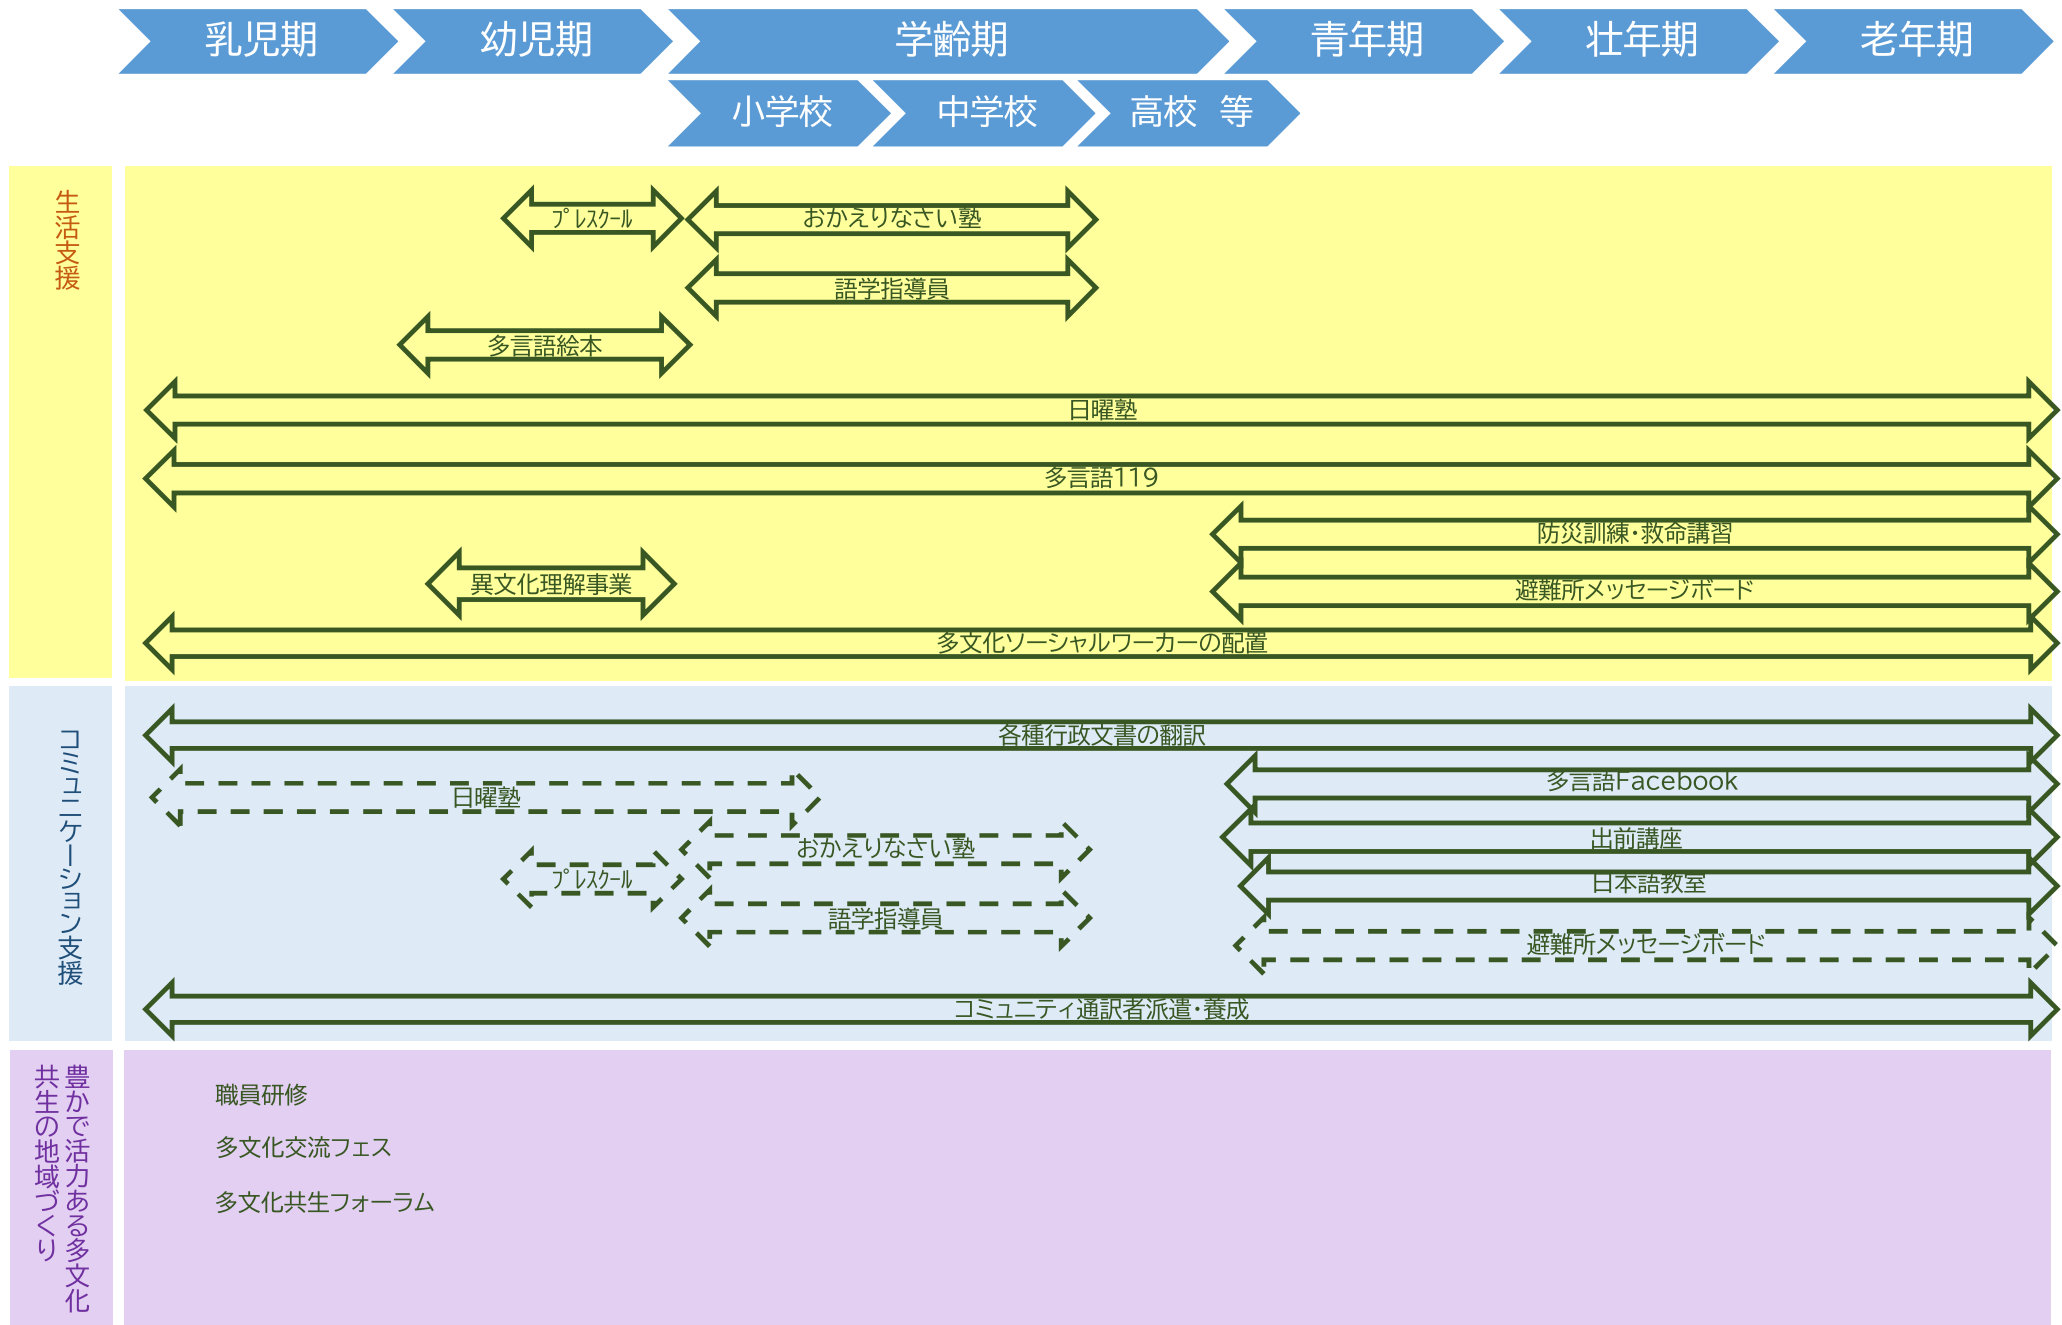 乳児期
幼児期
学齢期
青年期
壮年期
老年期
小学校
中学校
高校　等
生活支援
ﾌﾟﾚｽｸｰﾙ
おかえりなさい塾
語学指導員
多言語絵本
日曜塾
多言語119
防災訓練・救命講習
異文化理解事業
避難所メッセージボード
多文化ソーシャルワーカーの配置
コミュニケーション支援
各種行政文書の翻訳
多言語Facebook
日曜塾
出前講座
おかえりなさい塾
ﾌﾟﾚｽｸｰﾙ
日本語教室
語学指導員
避難所メッセージボード
コミュニティ通訳者派遣・養成
豊かで活力ある多文化
共生の地域づくり
職員研修
多文化交流フェス
多文化共生フォーラム